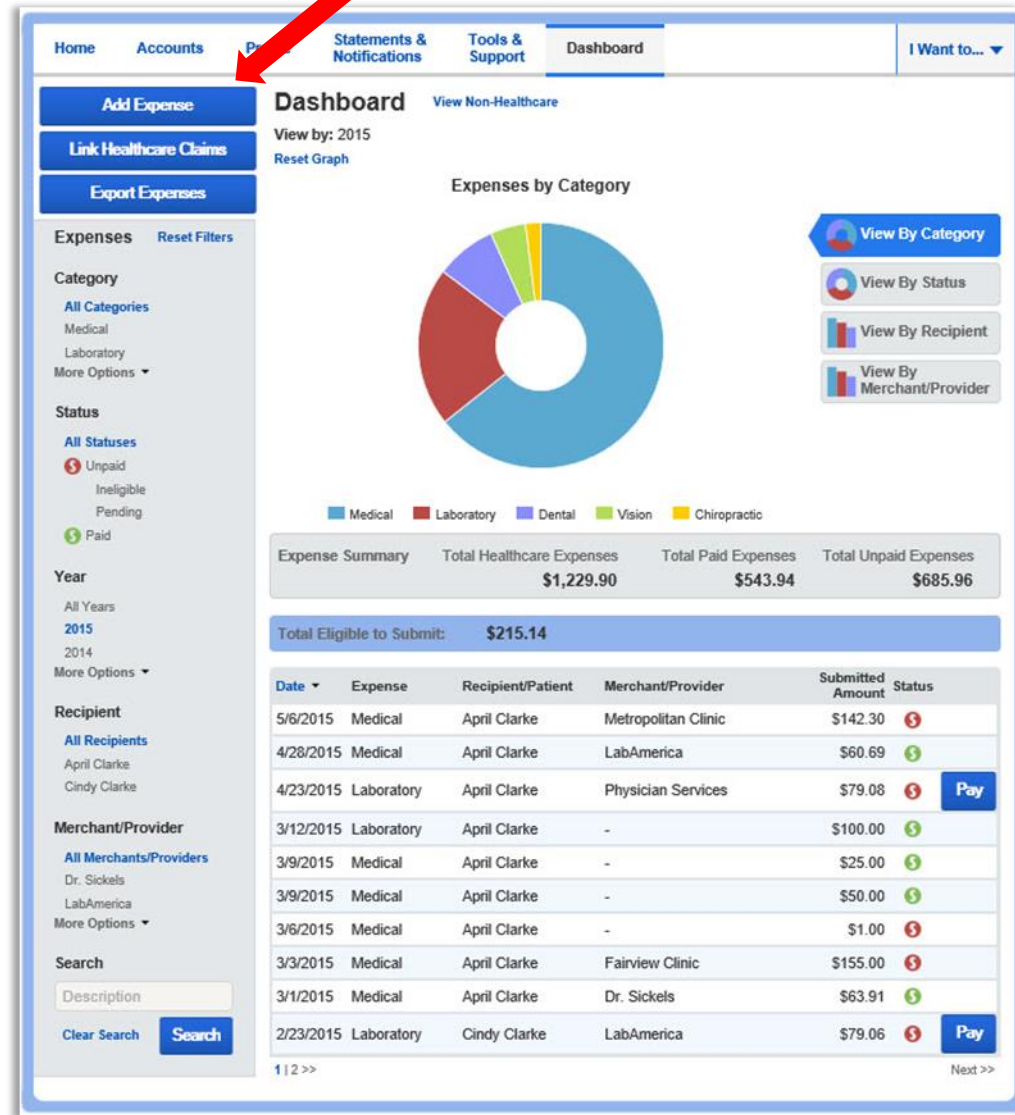 Home Accounts Statements & Notifications Tools & Support Dashboard I Want to...
Add Expense
Link Healthcare Claims
Export Expenses
Expenses Reset Filters
Category
All Categories
Medical
Laboratory
More Options
Status
All Statuses
Unpaid
Ineligible
Pending
Paid
Year
All Years
2015
2014
More Options
Recipient
All Recipients
April Clarke
Cindy Clarke
Merchant/Provider
All Merchants/Providers
Dr. Sickels
LabAmerica
More Options
Search
Description
Clear Search Search
Dashboard View Non-Healthcare
View by: 2015
Reset Graph
Expenses by Category
View By Category
View By Status
View By Recipient
View By
Merchant/Provider
Medical Laboratory Dental Vision Chiropractic
Expense Summary Total Healthcare Expenses Total Paid Expenses Total Unpaid Expenses
$1,229.90 $543.94 $685.96
Total Eligible to Submit: $215.14
Date Expense Recipient/Patient Merchant/Provider Submitted Amount Status
5/6/2015 Medical April Clarke Metropolitan Clinic $142.30
4/28/2015 Medical April Clarke LabAmerica $60.69
4/23/2015 Laboratory April Clarke Physician Services $79.08 Pay
3/12/2015 Laboratory April Clarke - $100.00
3/9/2015 Medical April Clarke - $25.00
3/9/2015 Medical April Clarke - $50.00
3/6/2015 Medical April Clarke - $1.00
3/3/2015 Medical April Clarke Fairview Clinic $155.00
3/1/2015 Medical April Clarke Dr. Sickels $63.91
2/23/2015 Laboratory Cindy Clarke LabAmerica $79.06 Pay
1 | 2 >> Next >>